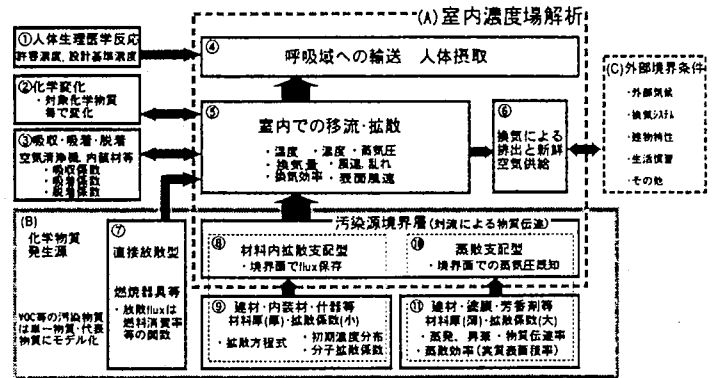 (A)室内濃度場解析
①人体生理医学反応
許容濃度、設計基準濃度
②化学変化
・対象化学物質
等で変化
③吸収・吸着・脱着
空気清浄機、内装材等
・吸収係数
・吸着係数
・脱着係数
④
呼吸域への輸送 人体摂取
⑤
室内での移流・拡散
・温度 ・湿度・蒸気圧
・換気量 ・風速、乱れ
・換気効率 ・表面風速
⑥
換気による
排出と新鮮
空気供給
(C)外部境界条件
・外部気候
・換気システム
・建物特性
・生活慣習
・その他
(B)
化学物質
発生源
VOC等の汚染物質
は単一物質・代表
物質にモデル化
⑦
直接放散型
燃焼器具等
・放散fluxは
燃料消費率
等の関数
汚染源境界層(対流による物質伝達)
⑧ 材料内拡散支配型
・境界面でflux保存
⑩ 蒸散支配型
・境界面での蒸気圧既知
⑨ 建材・内装材・什器等
材料厚(厚)・拡散係数(小)
・拡散方程式 ・初期濃度分布
・分子拡散係数
⑪ 建材・塗膜・芳香剤等
材料厚(薄)・拡散係数(大)
・蒸発、昇華・物質伝達率
・蒸散効率(実質表面積率)